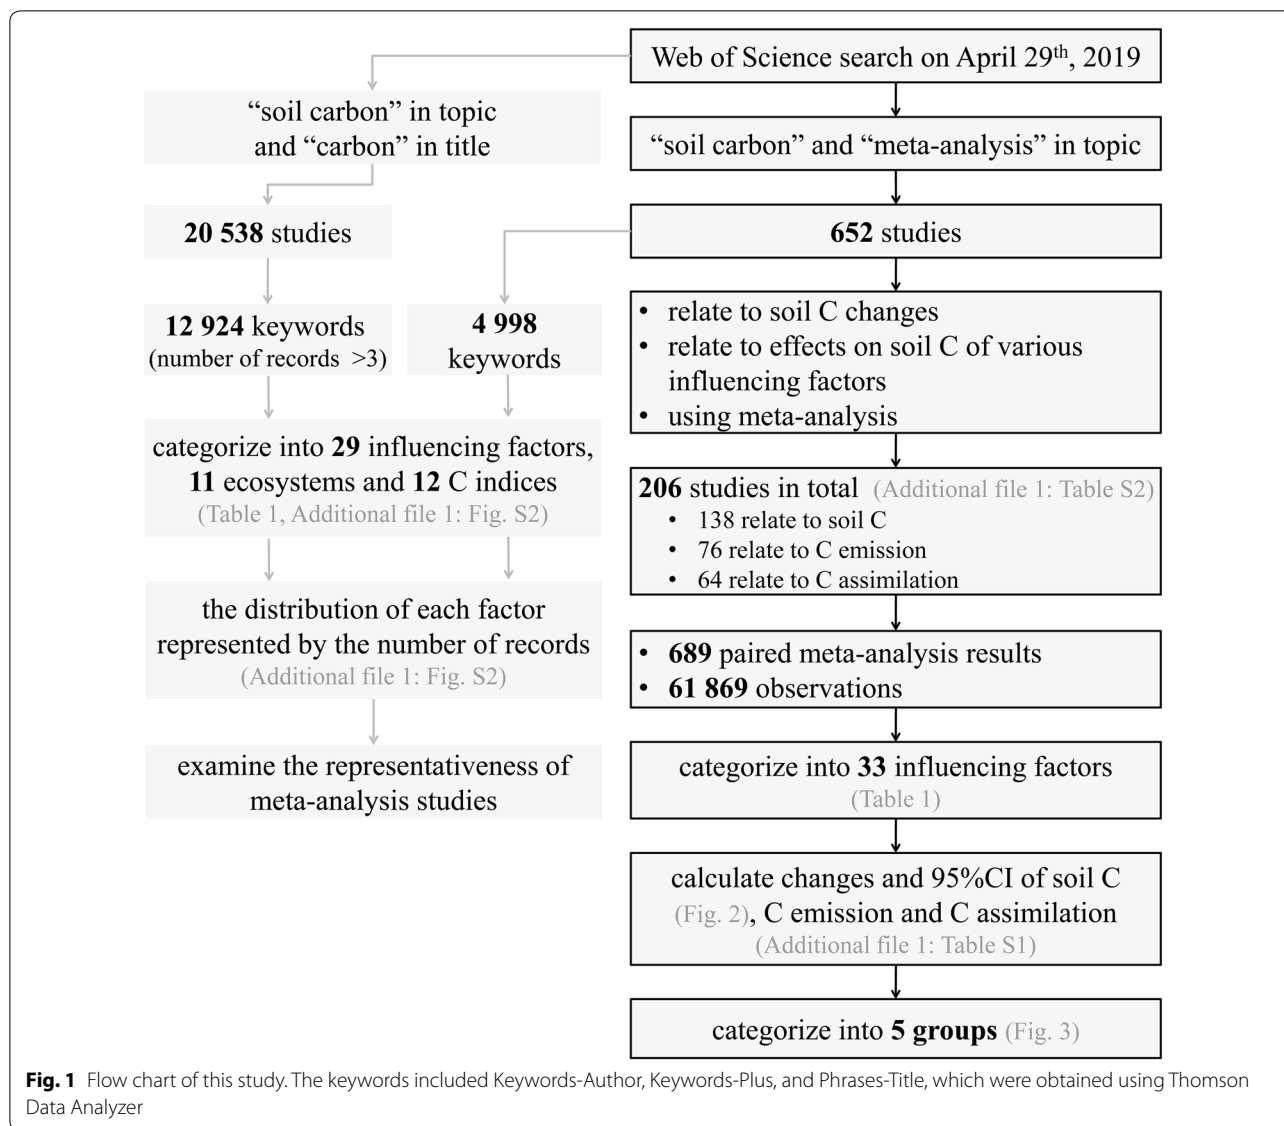 Web of Science search on April 29th, 2019
“soil carbon” in topic
and “carbon” in title
“soil carbon” and “meta-analysis” in topic
20 538 studies
652 studies
12 924 keywords
(number of records >3)
4 998
keywords
• relate to soil C changes
• relate to effects on soil C of various
influencing factors
• using meta-analysis
categorize into 29 influencing factors,
11 ecosystems and 12 C indices
(Table 1, Additional file 1: Fig. S2)
206 studies in total (Additional file 1: Table S2)
• 138 relate to soil C
• 76 relate to C emission
• 64 relate to C assimilation
the distribution of each factor
represented by the number of records
(Additional file 1: Fig. S2)
• 689 paired meta-analysis results
• 61 869 observations
examine the representativeness of
meta-analysis studies
categorize into 33 influencing factors
(Table 1)
calculate changes and 95%CI of soil C
(Fig. 2), C emission and C assimilation
(Additional file 1: Table S1)
categorize into 5 groups (Fig. 3)
Fig. 1 Flow chart of this study. The keywords included Keywords-Author, Keywords-Plus, and Phrases-Title, which were obtained using Thomson
Data Analyzer